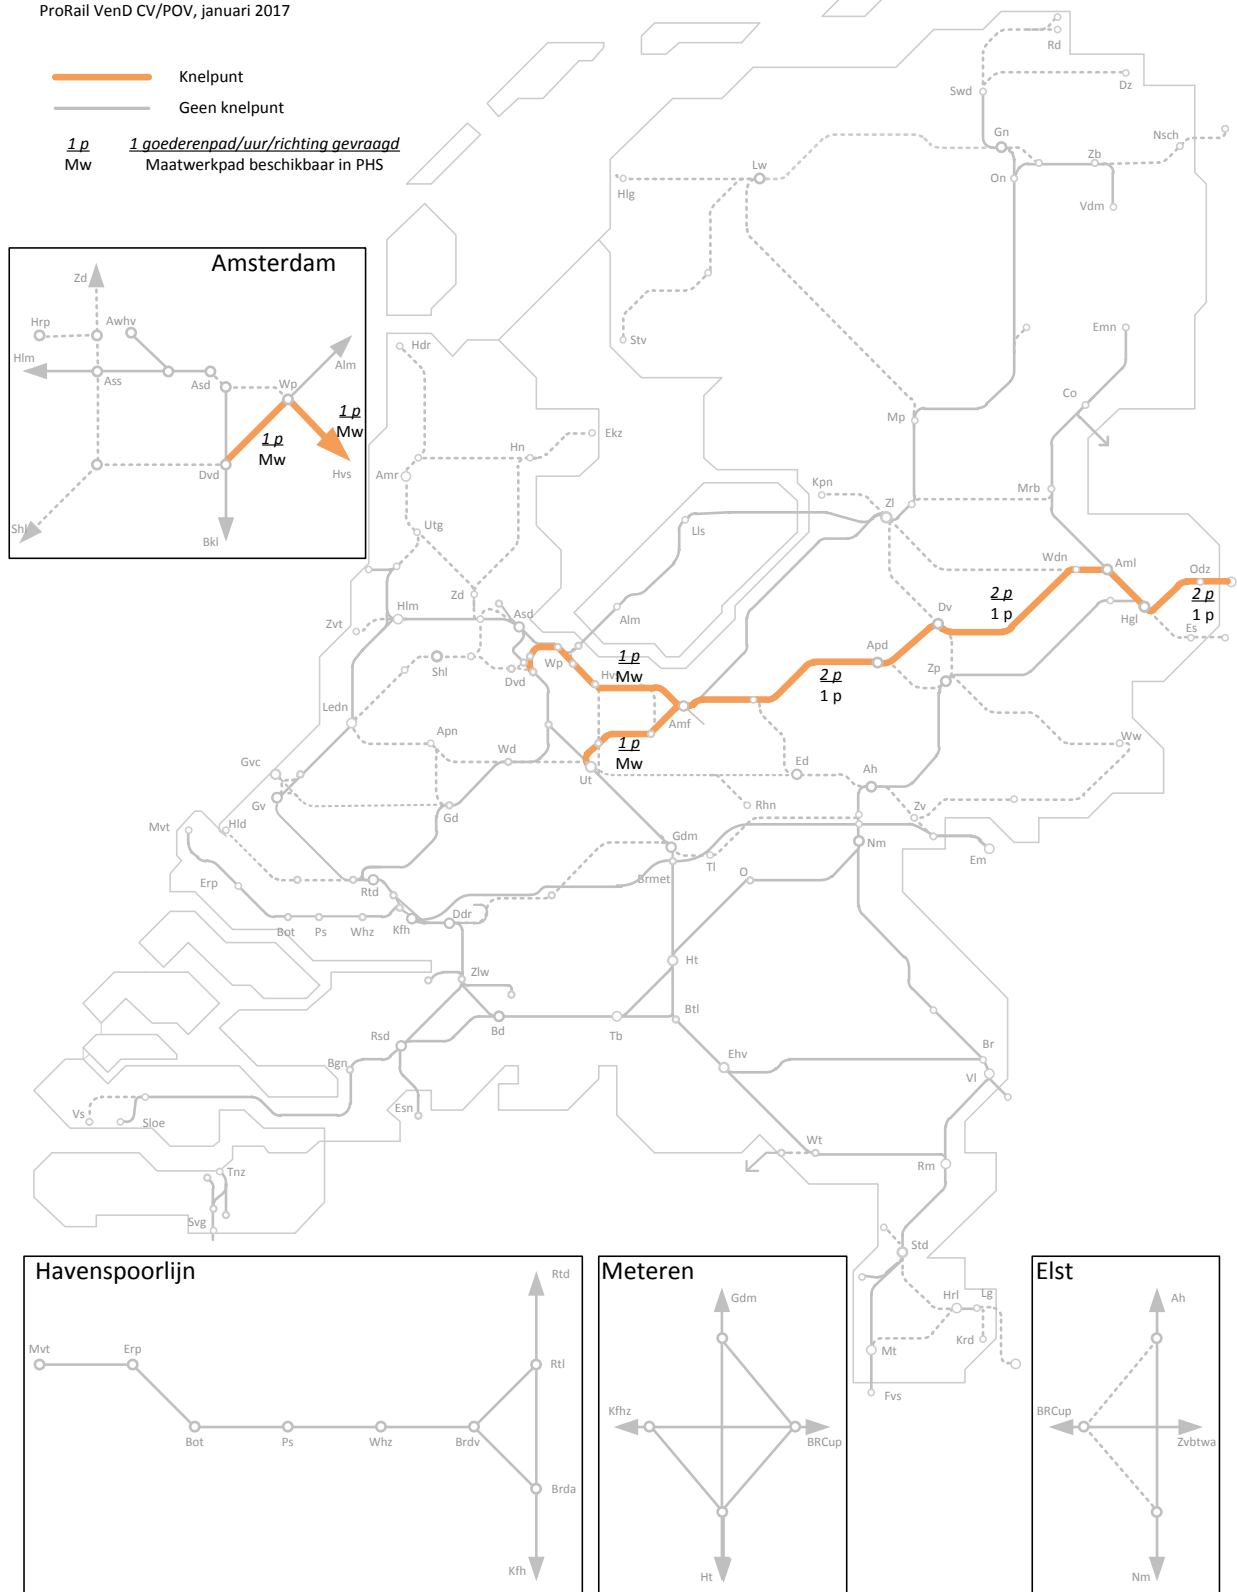 ProRail VenD CV/POV, januari 2017
Knelpunt
Geen knelpunt
1 p 1 goederenpad/uur/richting gevraagd
Mw Maatwerkpad beschikbaar in PHS
Rd
Swd
Dz
Gn
Nsch
Zb
On
Vdm
Lw
Hlg
Stv
Amsterdam
Zd
Hrp
Awhv
Hlm
Ass
Asd
Wp
Alm
1 p
Mw
1 p
Mw
Dvd
Hvs
Shl
Bkl
Hdr
Emn
Co
Mp
Ekz
Hn
Amr
Kpn
Zl
Mrb
Lls
Utg
Wdn
Aml
Odz
Zd
Asd
Alm
Hlm
Zvt
2 p
1 p
2 p
1 p
Hgl
Es
Dv
Wp
Shl
Dvd
1 p
Mw
Hvs
Apd
2 p
1 p
Zp
Ledn
Amf
Apn
1 p
Mw
Wd
Ww
Gvc
Ut
Ed
Ah
Gv
Gd
Rhn
Zv
Mvt
Hld
Gdm
Tl
Nm
Em
Erp
Rtd
Brmet
O
Bot
Ps
Whz
Kfh
Ddr
Zlw
Ht
Btl
Rsd
Bd
Tb
Bgn
Ehv
Br
Vl
Vs
Sloe
Esn
Wt
Rm
Tnz
Svg
Std
Hrl
Lg
Krd
Mt
Fvs
Havenspoorlijn
Rtd
Mvt
Erp
Rtl
Bot
Ps
Whz
Brdv
Brda
Kfh
Meteren
Gdm
Kfhz
BRCup
Ht
Elst
Ah
BRCup
Zvbtwa
Nm